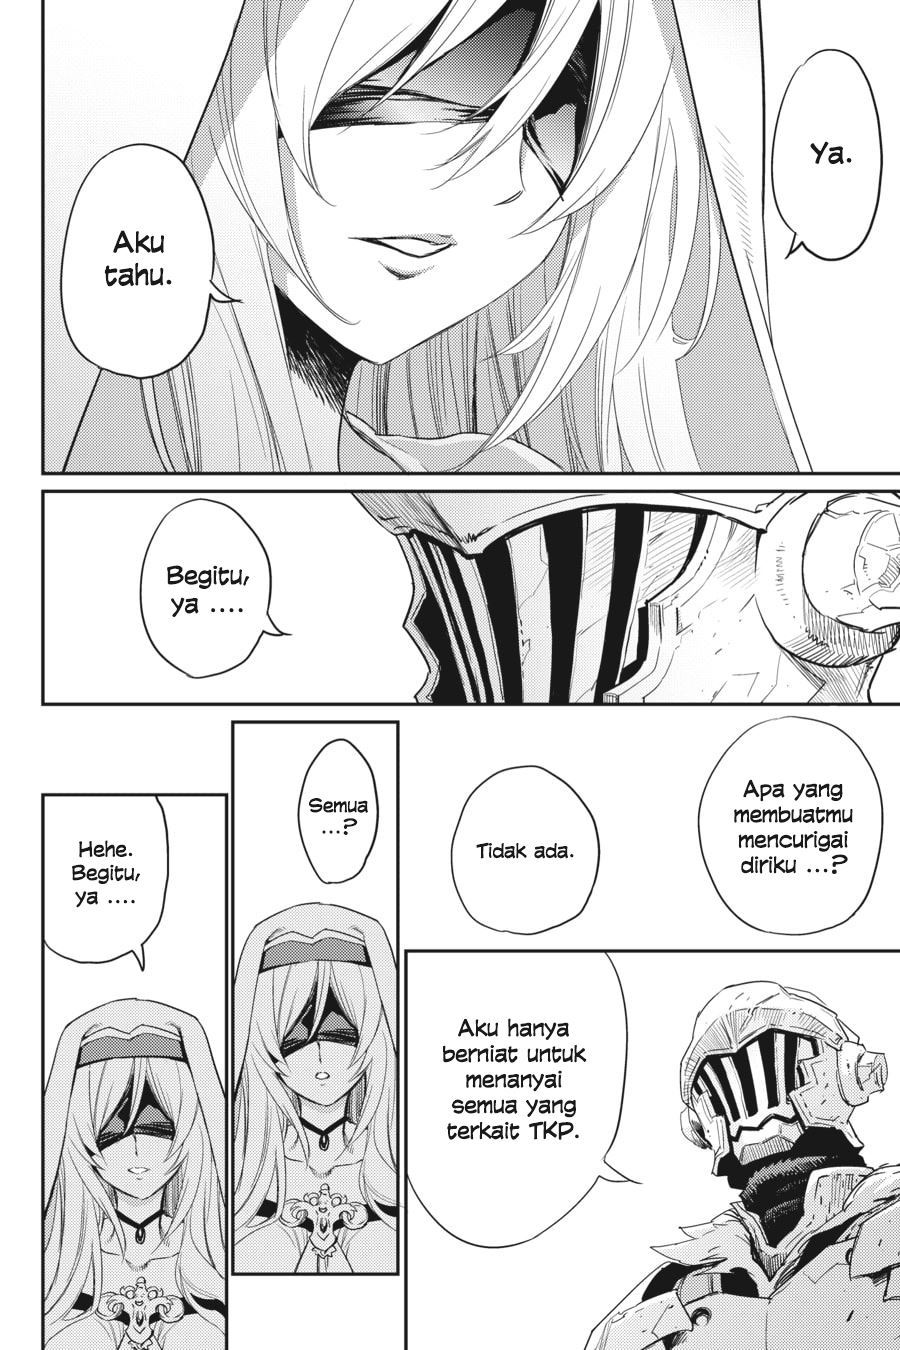 Ya.
Aku
tahu.
Begitu,
ya ....
Apa yang
membuatmu
mencurigai
diriku ...?
Tidak ada.
Aku hanya
berniat untuk
menanyai
semua yang
terkait TKP.
Semua
...?
Hehe.
Begitu,
ya ....